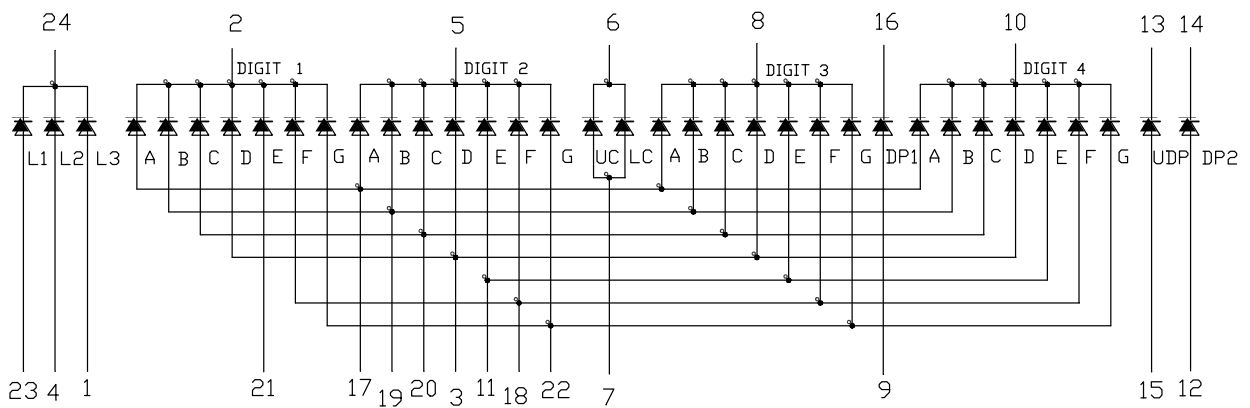 24 2 5 6 8 16 10 13 14
DIGIT 1 DIGIT 2 DIGIT 3 DIGIT 4
L1 L2 L3 A B C D E F G A B C D E F G UC LC A B C D E F G DP1 A B C D E F G UDP DP2
23 4 1 21 17 19 20 3 11 18 22 7 9 15 12